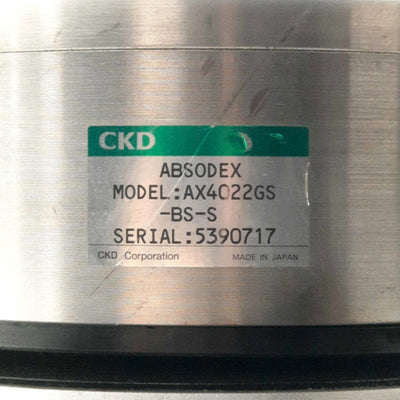 CKD
ABSODEX
MODEL:AX4022GS
-BS-S
SERIAL:5390717
CKD Corporation MADE IN JAPAN